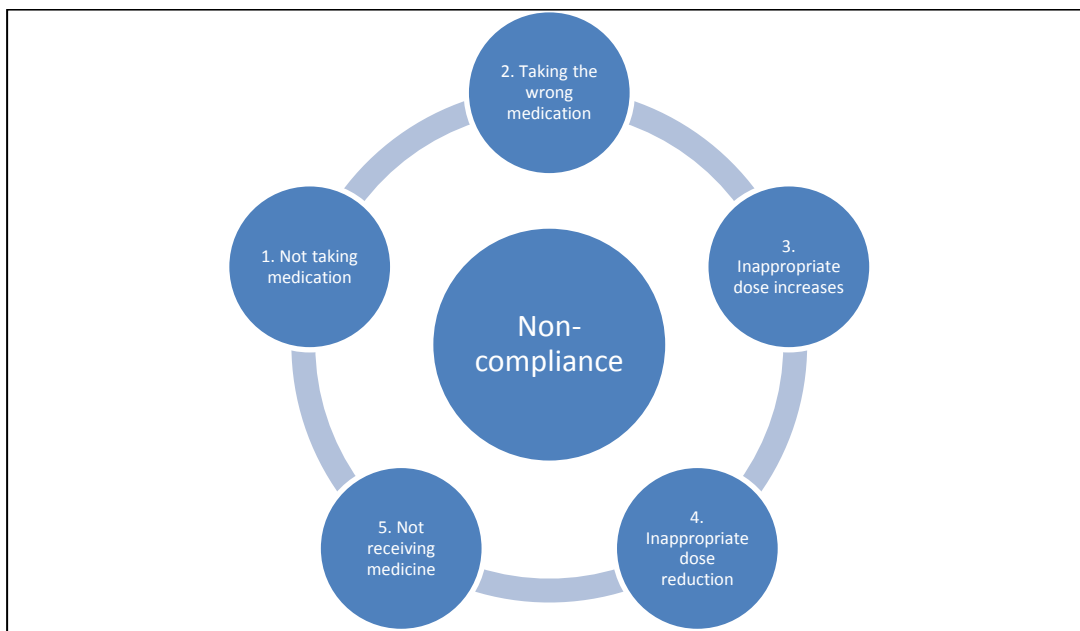 2. Taking the
wrong
medication
1. Not taking
medication
3.
Inappropriate
dose increases
Non-
compliance
5. Not
receiving
medicine
4.
Inappropriate
dose
reduction